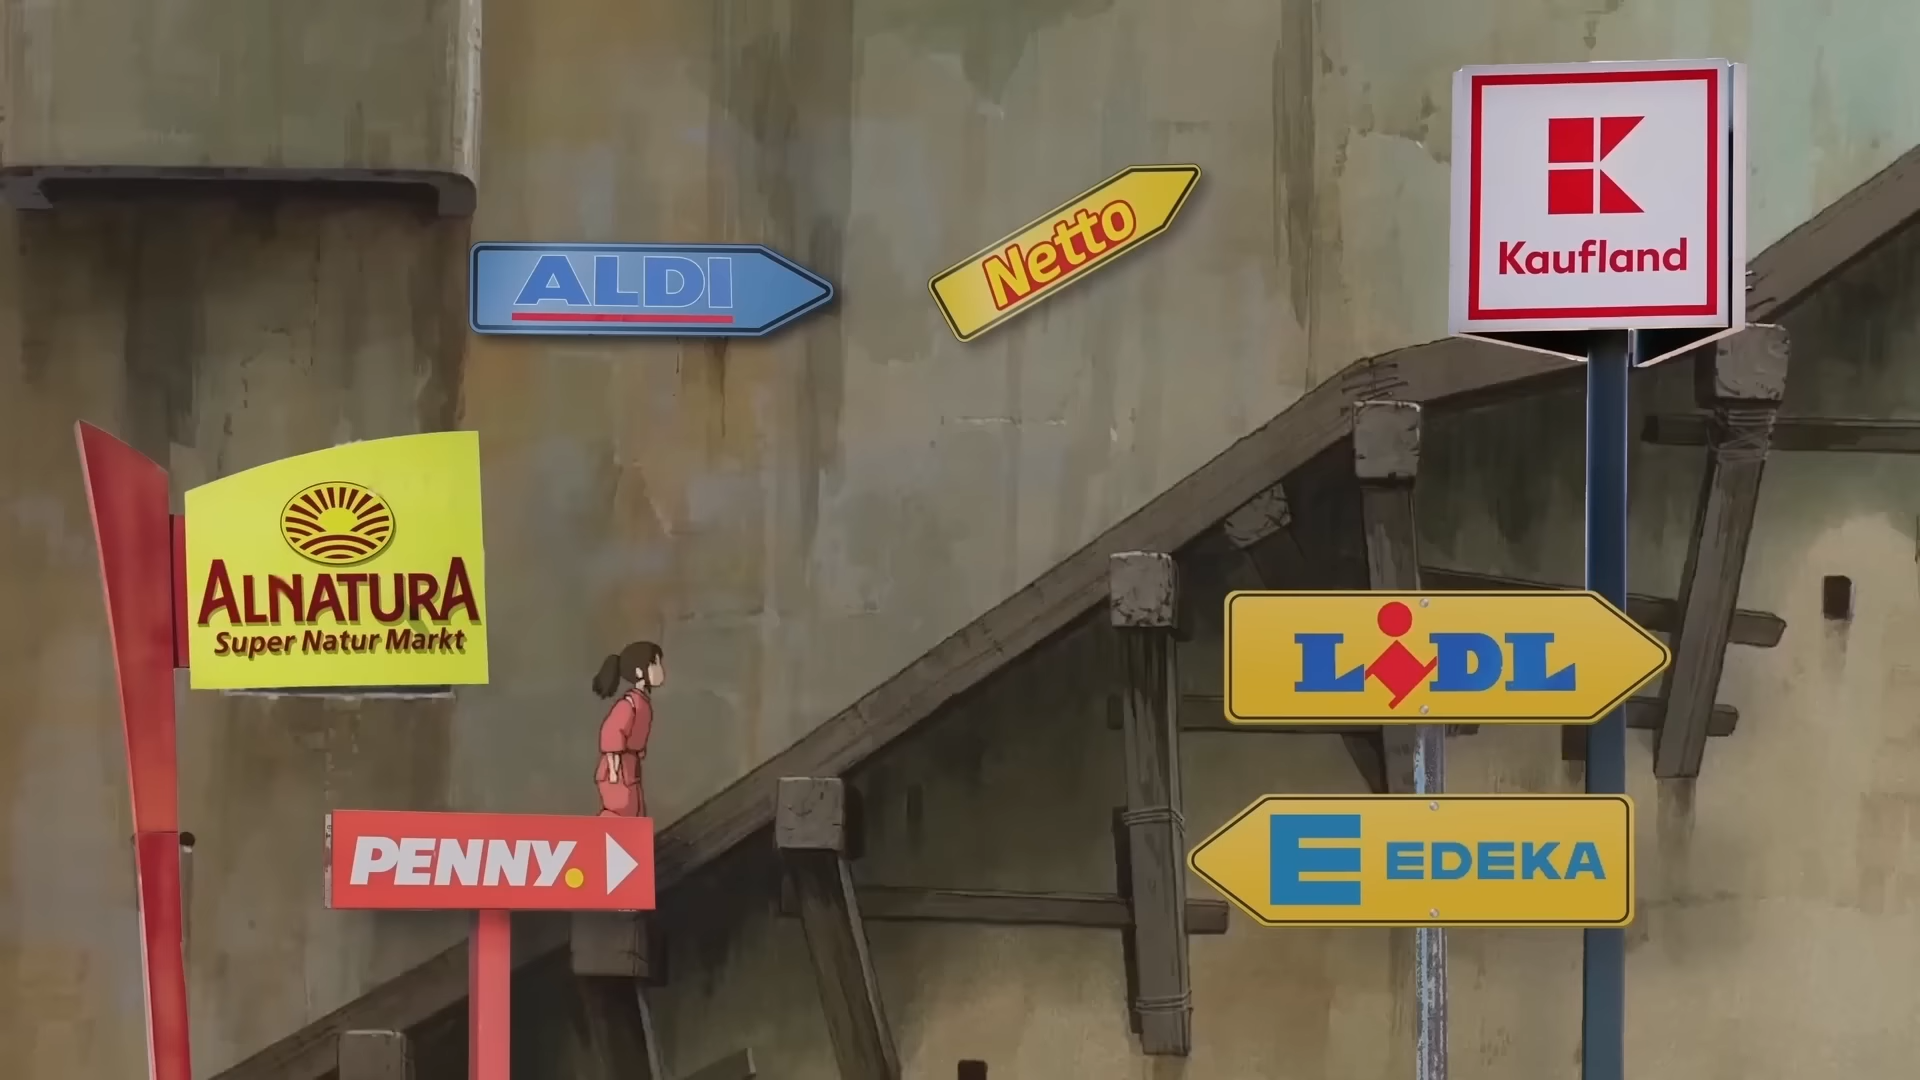 Kaufland
Netto
ALDI
ALNATURA
Super Natur Markt
LiDL
PENNY.
E EDEKA